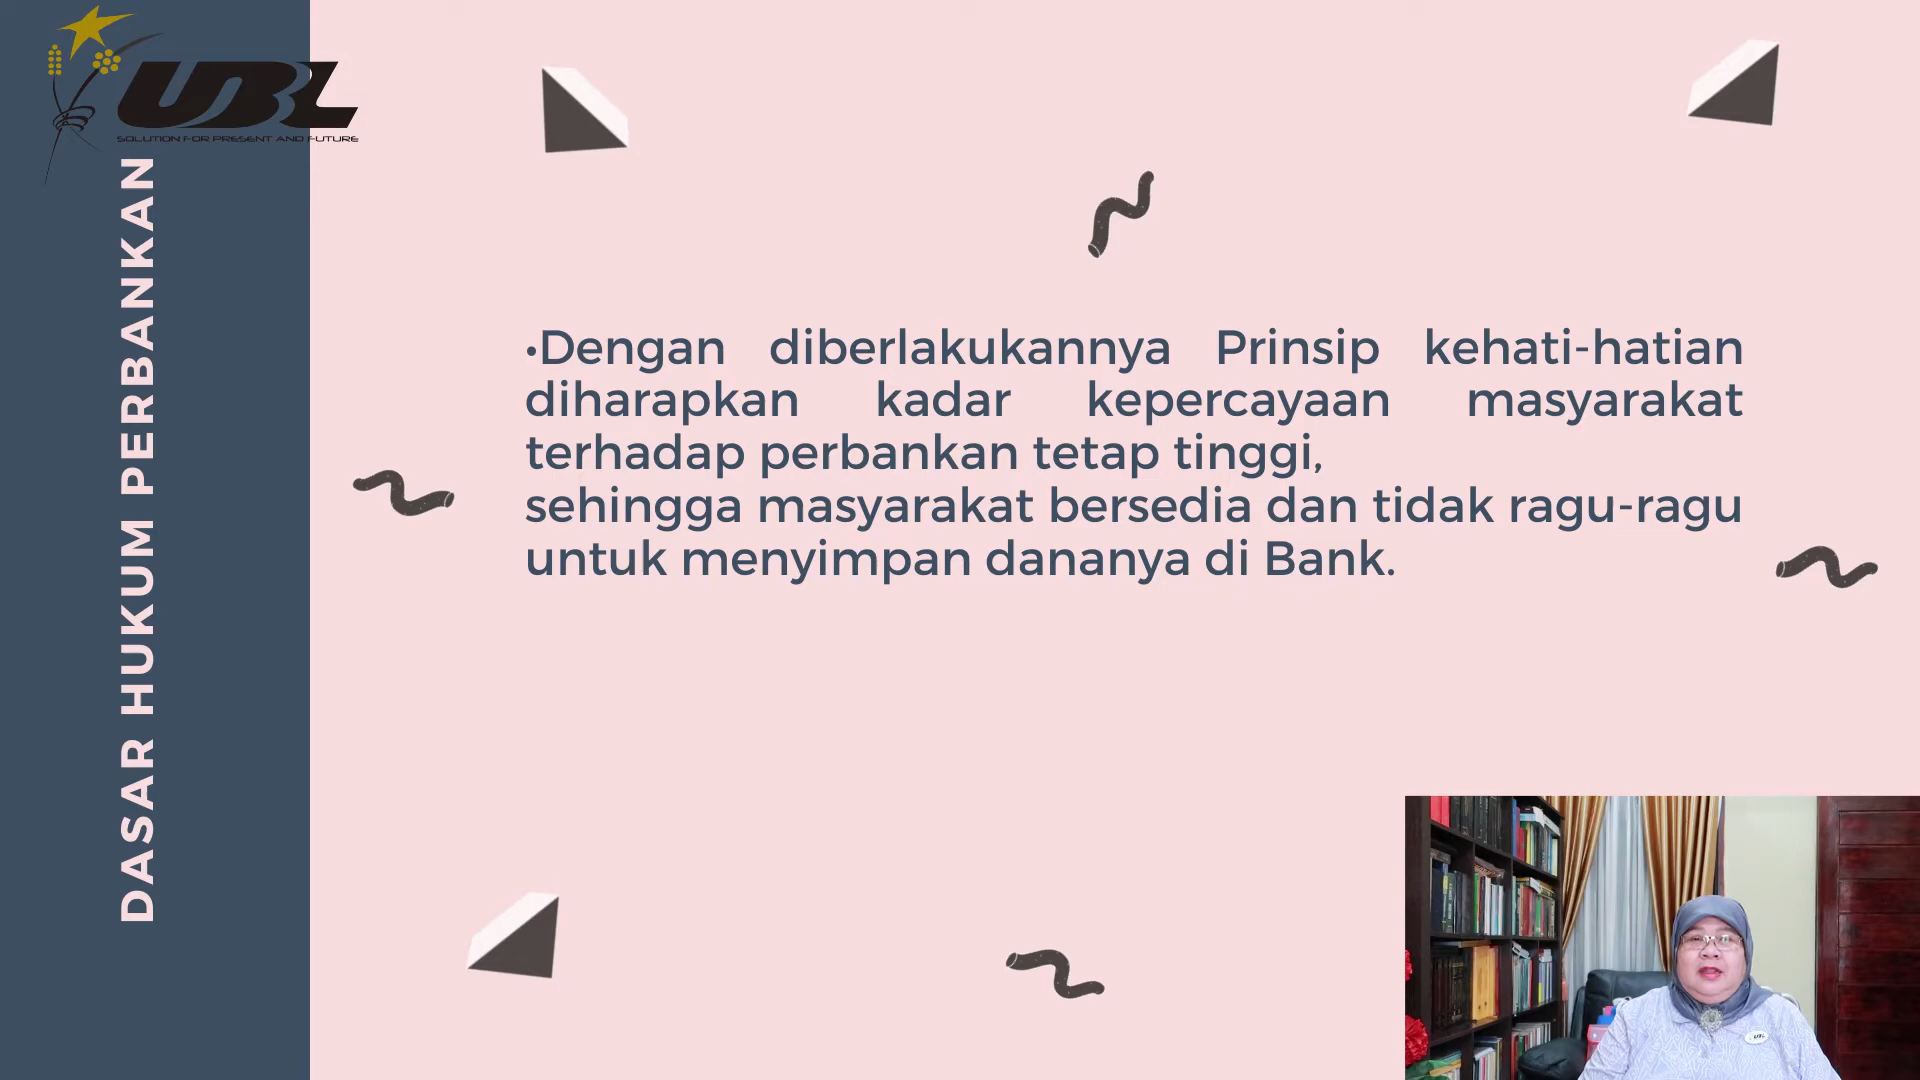 UBL
SOLUTION FOR PRESENT AND FUTURE
DASAR HUKUM PERBANKAN
•Dengan diberlakukannya Prinsip kehati-hatian
diharapkan kadar kepercayaan masyarakat
terhadap perbankan tetap tinggi,
sehingga masyarakat bersedia dan tidak ragu-ragu
untuk menyimpan dananya di Bank.
UBL